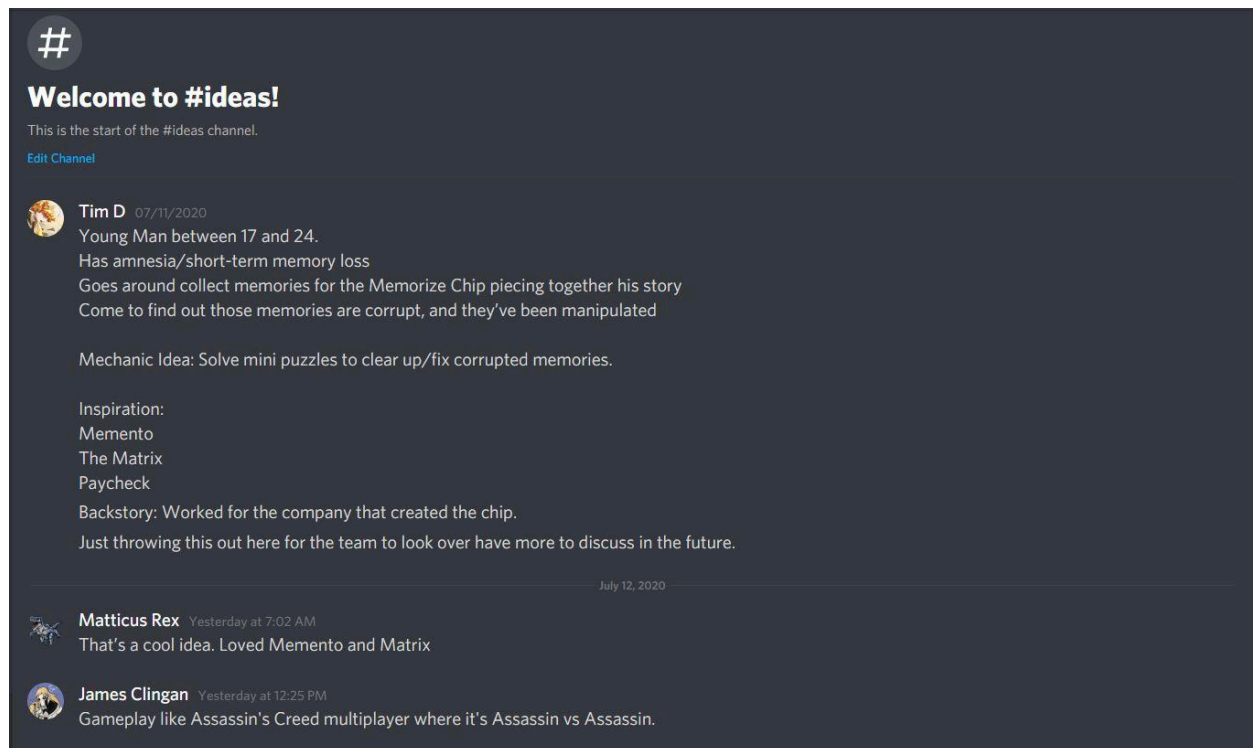 #
Welcome to #ideas!
This is the start of the #ideas channel.
Edit Channel
Tim D 07/11/2020
Young Man between 17 and 24.
Has amnesia/short-term memory loss
Goes around collect memories for the Memorize Chip piecing together his story
Come to find out those memories are corrupt, and they've been manipulated
Mechanic Idea: Solve mini puzzles to clear up/fix corrupted memories.
Inspiration:
Memento
The Matrix
Paycheck
Backstory: Worked for the company that created the chip.
Just throwing this out here for the team to look over have more to discuss in the future.
July 12, 2020
Matticus Rex Yesterday at 7:02 AM
That's a cool idea. Loved Memento and Matrix
James Clingan Yesterday at 12:25 PM
Gameplay like Assassin's Creed multiplayer where it's Assassin vs Assassin.